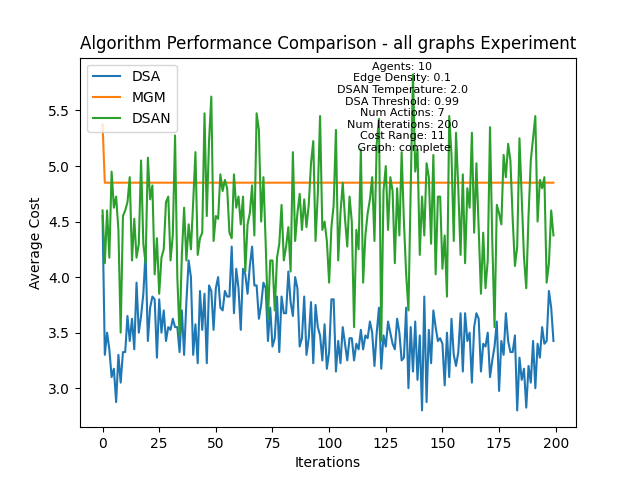 Algorithm Performance Comparison - all graphs Experiment
DSA
MGM
DSAN
Agents: 10
Edge Density: 0.1
DSAN Temperature: 2.0
DSA Threshold: 0.99
Num Actions: 7
Num Iterations: 200
Cost Range: 11
Graph: complete
Average Cost
5.5
5.0
4.5
4.0
3.5
3.0
0 25 50 75 100 125 150 175 200
Iterations